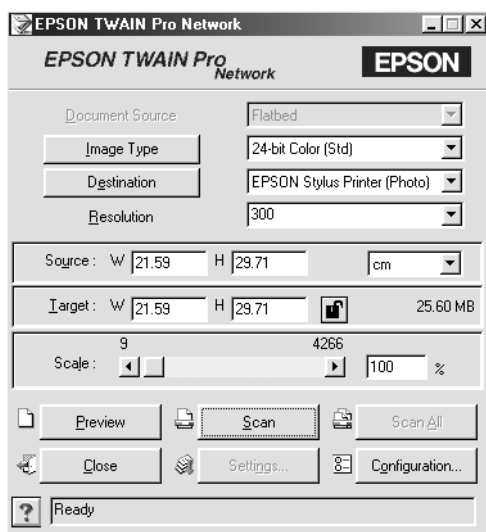 EPSON TWAIN Pro Network
EPSON TWAIN Pro
Network
EPSON
Document Source Flatbed
Image Type 24-bit Color (Std)
Destination EPSON Stylus Printer (Photo)
Resolution 300
Source : W 21.59 H 29.71 cm
Target : W 21.59 H 29.71 25.60 MB
9 4266
Scale : 100 %
Preview Scan Scan All
Close Settings... Configuration...
? Ready